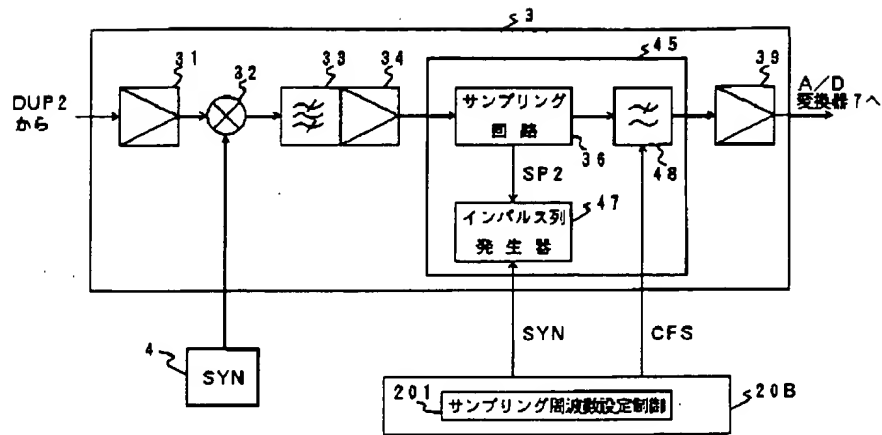 3
45
31
32
33
34
39
DUP2
から
サンプリング
回路
A/D
変換器7へ
36
48
SP2
47
インパルス列
発生器
SYN
CFS
4
SYN
201
サンプリング周波数設定制御
20B